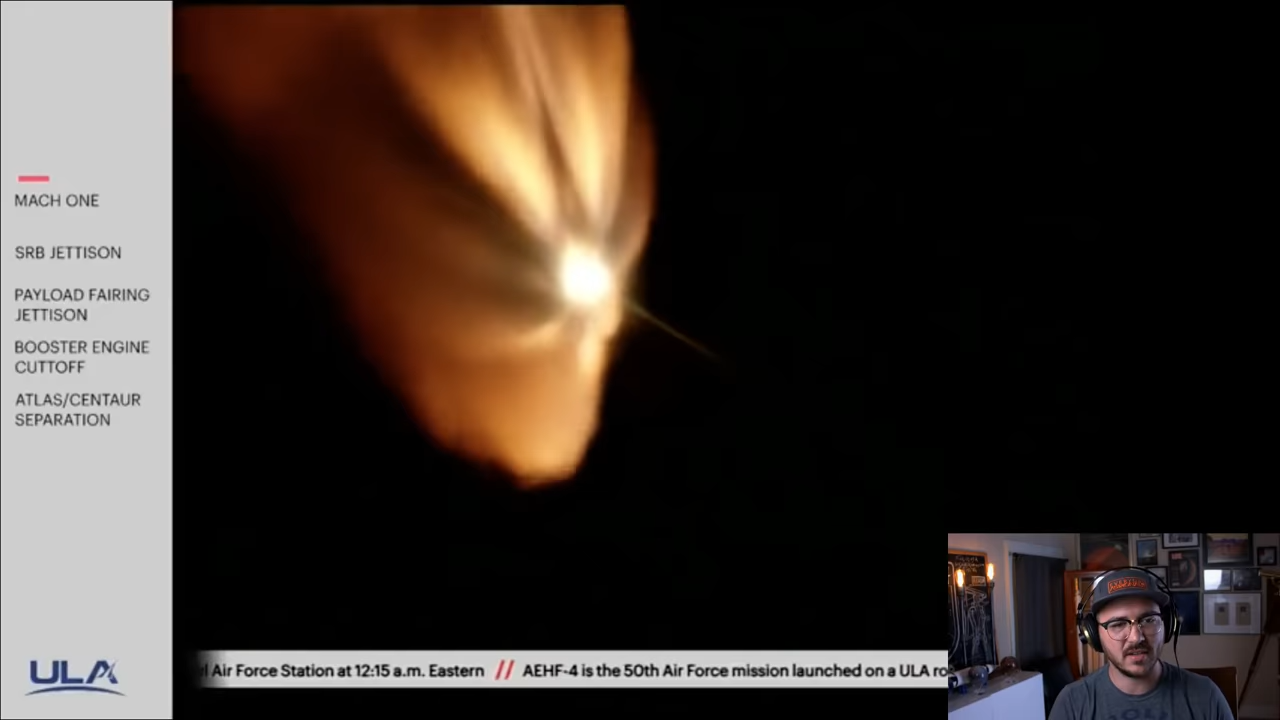 MACH ONE
SRB JETTISON
PAYLOAD FAIRING
JETTISON
BOOSTER ENGINE
CUTTOFF
ATLAS/CENTAUR
SEPARATION
ULA
Air Force Station at 12:15 a.m. Eastern // AEHF-4 is the 50th Air Force mission launched on a ULA